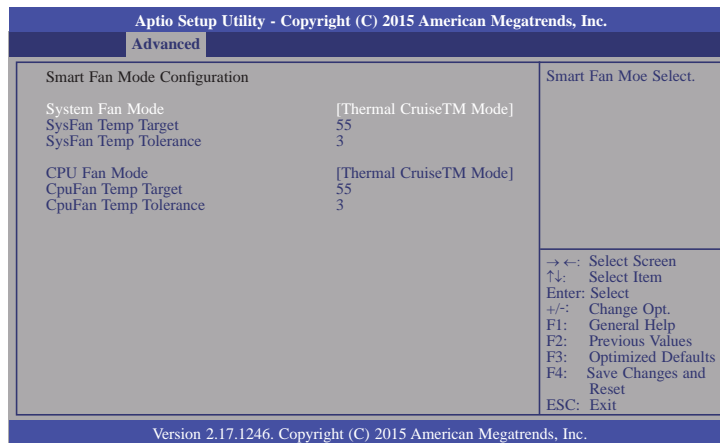 Aptio Setup Utility - Copyright (C) 2015 American Megatrends, Inc.
Advanced
Smart Fan Mode Configuration
System Fan Mode [Thermal CruiseTM Mode]
SysFan Temp Target 55
SysFan Temp Tolerance 3
CPU Fan Mode [Thermal CruiseTM Mode]
CpuFan Temp Target 55
CpuFan Temp Tolerance 3
Smart Fan Moe Select.
→ ←: Select Screen
↑↓: Select Item
Enter: Select
+/-: Change Opt.
F1: General Help
F2: Previous Values
F3: Optimized Defaults
F4: Save Changes and
Reset
ESC: Exit
Version 2.17.1246. Copyright (C) 2015 American Megatrends, Inc.